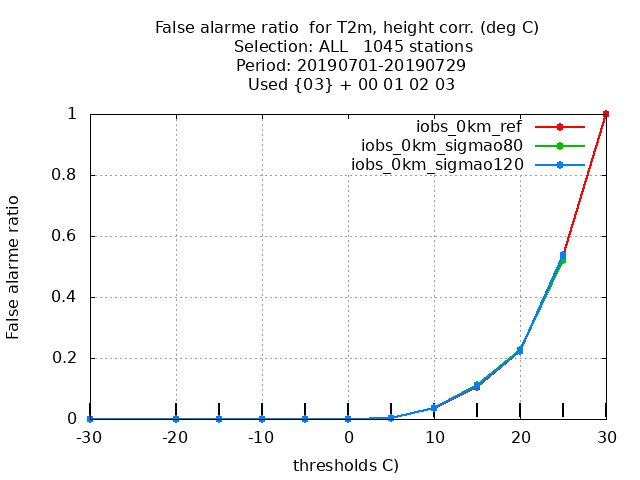 False alarme ratio  for T2m, height corr. (deg C)
Selection: ALL   1045 stations
Period: 20190701-20190729
Used {03} + 00 01 02 03
iobs_0km_ref
iobs_0km_sigmao80
iobs_0km_sigmao120
False alarme ratio
1
0.8
0.6
0.4
0.2
0
-30 -20 -10 0 10 20 30
thresholds C)